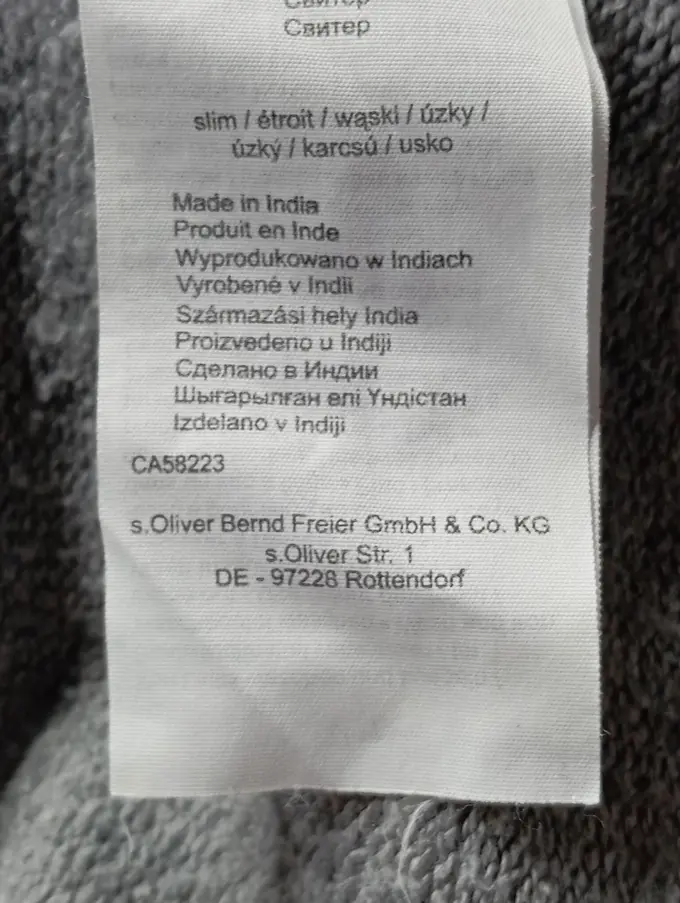 Свитер
slim / étroit / wąski / úzky /
úzký / karcsú / usko
Made in India
Produit en Inde
Wyprodukowano w Indiach
Vyrobené v Indii
Származási hely India
Proizvedeno u Indiji
Сделано в Индии
Шығарылған елі Үндістан
Izdelano v Indiji
CA58223
s.Oliver Bernd Freier GmbH & Co. KG
s.Oliver Str. 1
DE - 97228 Rottendorf